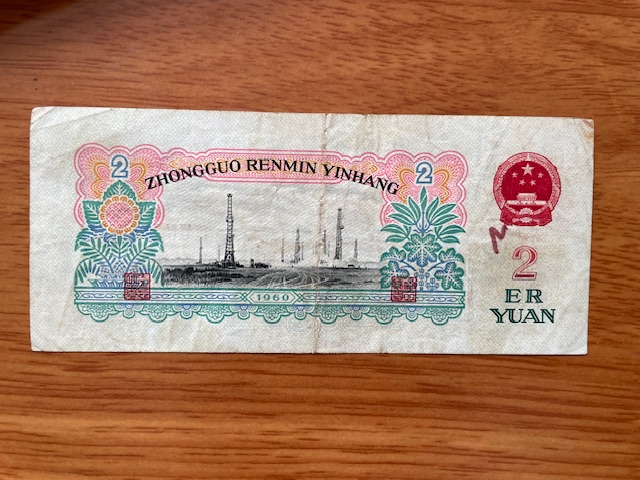 2 ZHONGGUO RENMIN YINHANG 2
1960
2
ER
YUAN